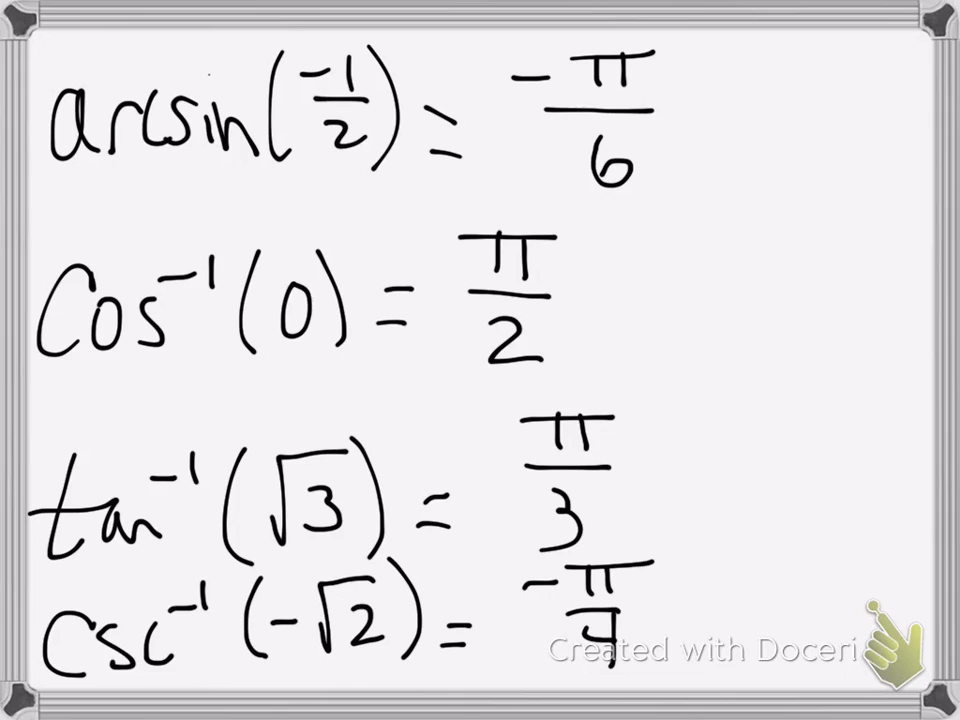 arcsin(-1/2) = -π/6
cos⁻¹(0) = π/2
tan⁻¹(√3) = π/3
csc⁻¹(-√2) = -π/4
Created with Doceri